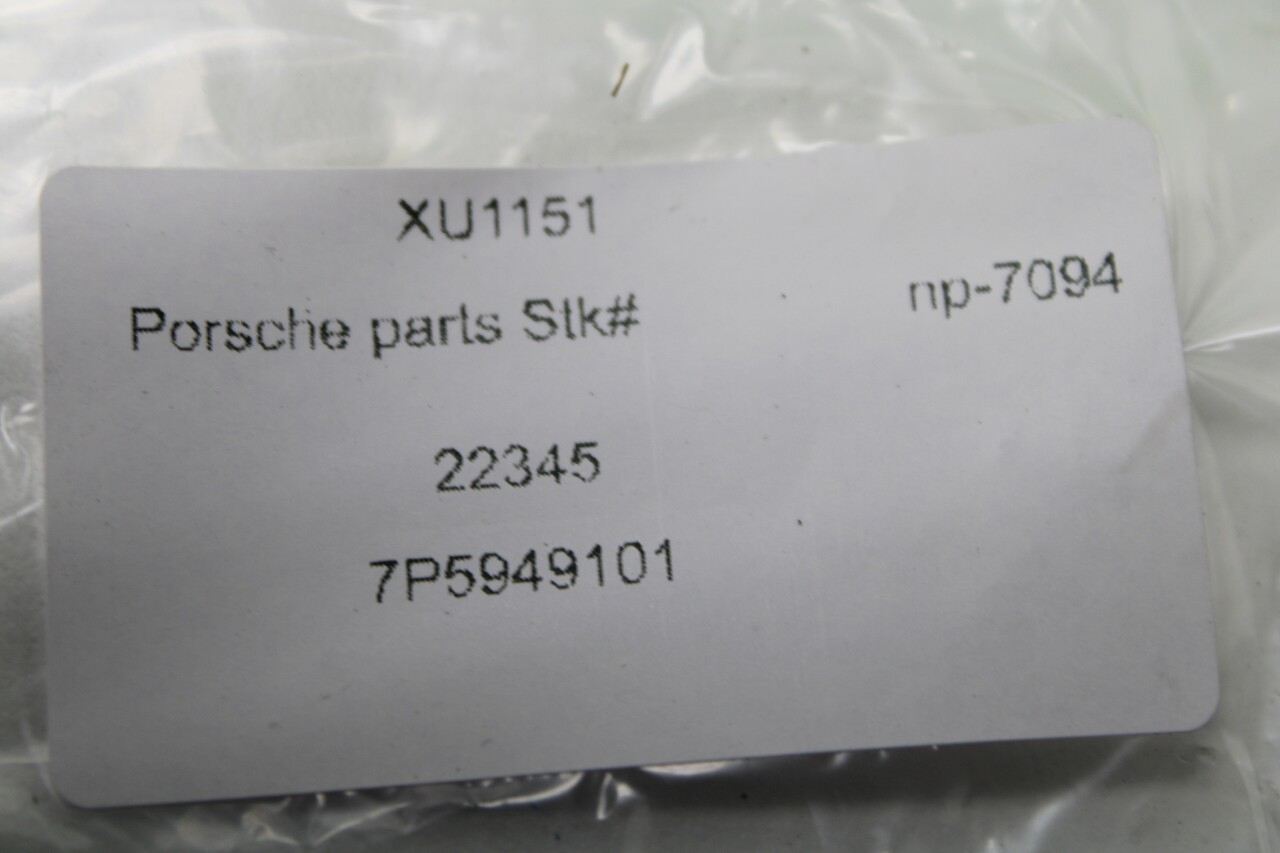 XU1151
Porsche parts Stk# np-7094
22345
7P5949101